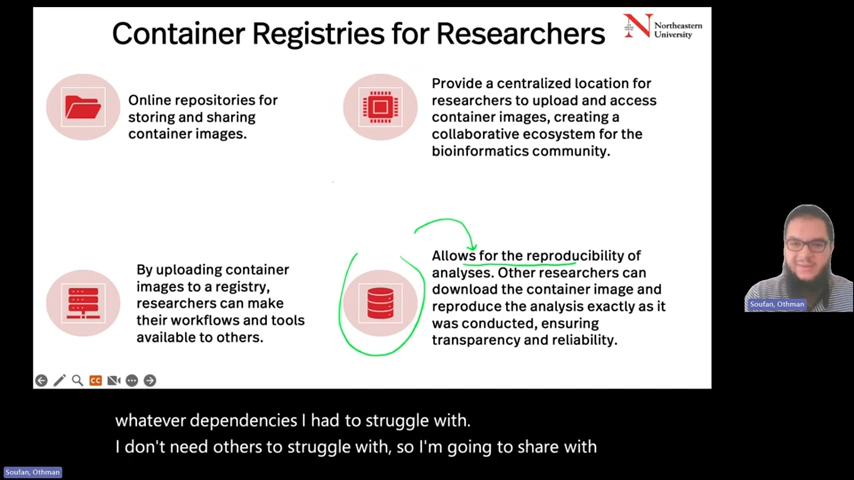 Container Registries for Researchers
Northeastern
University
Online repositories for
storing and sharing
container images.
Provide a centralized location for
researchers to upload and access
container images, creating a
collaborative ecosystem for the
bioinformatics community.
By uploading container
images to a registry,
researchers can make
their workflows and tools
available to others.
Allows for the reproducibility of
analyses. Other researchers can
download the container image and
reproduce the analysis exactly as it
was conducted, ensuring
transparency and reliability.
Soufan, Othman
CC
whatever dependencies I had to struggle with.
I don't need others to struggle with, so I'm going to share with
Soufan, Othman